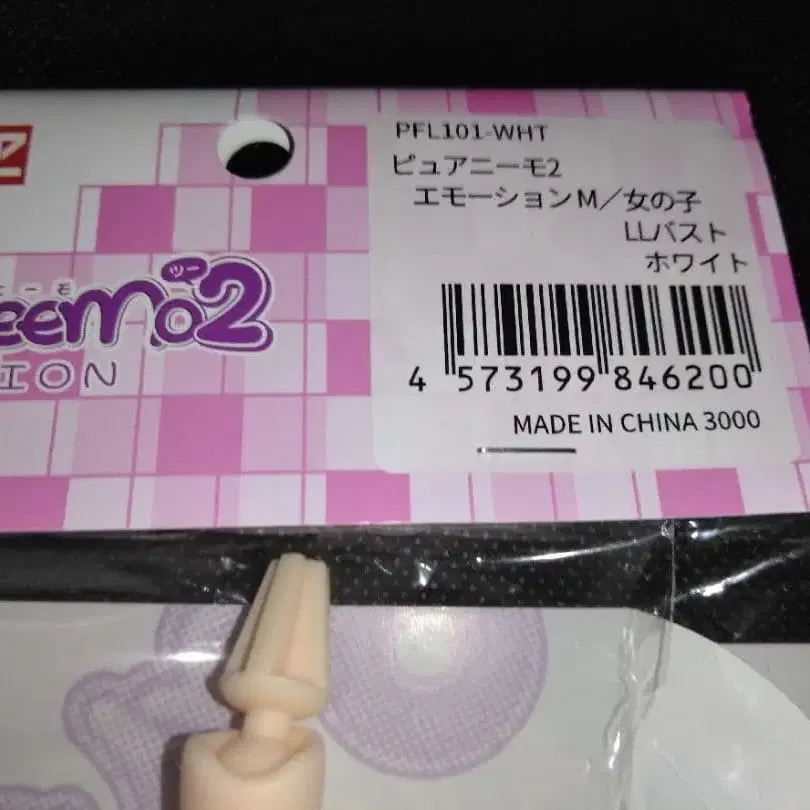 PFL101-WHT
ピュアニーモ2
エモーションM／女の子
LLバスト
ホワイト
4 573199 846200
MADE IN CHINA 3000
ニーモ
ツー
eemo2
ION